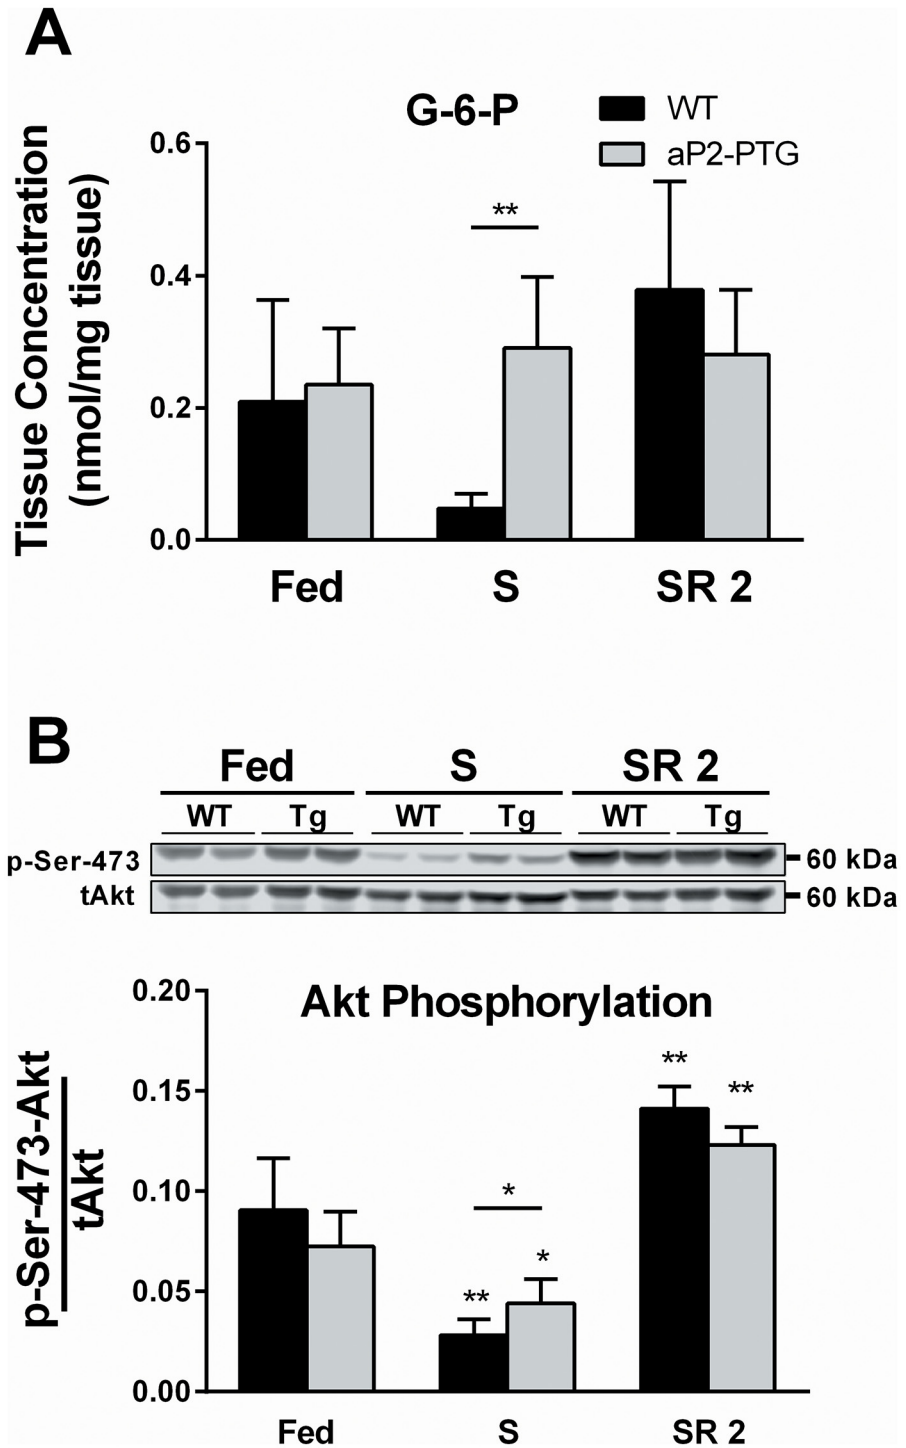 A
G-6-P
WT
aP2-PTG
Tissue Concentration
(nmol/mg tissue)
0.6
0.4
0.2
0.0
**
Fed S SR 2
B
Fed S SR 2
WT Tg WT Tg WT Tg
p-Ser-473 60 kDa
tAkt 60 kDa
Akt Phosphorylation
p-Ser-473-Akt
tAkt
0.20
0.15
0.10
0.05
0.00
** **
*
** *
Fed S SR 2